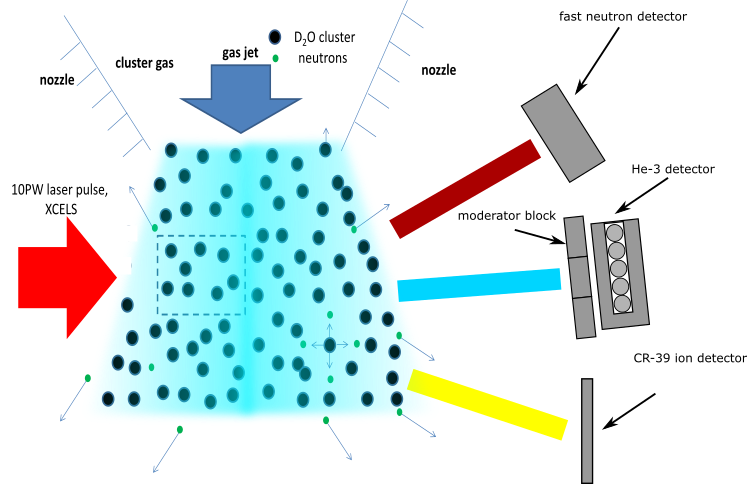 fast neutron detector
D2O cluster
neutrons
gas jet
cluster gas
nozzle
nozzle
He-3 detector
10PW laser pulse,
XCELS
moderator block
CR-39 ion detector